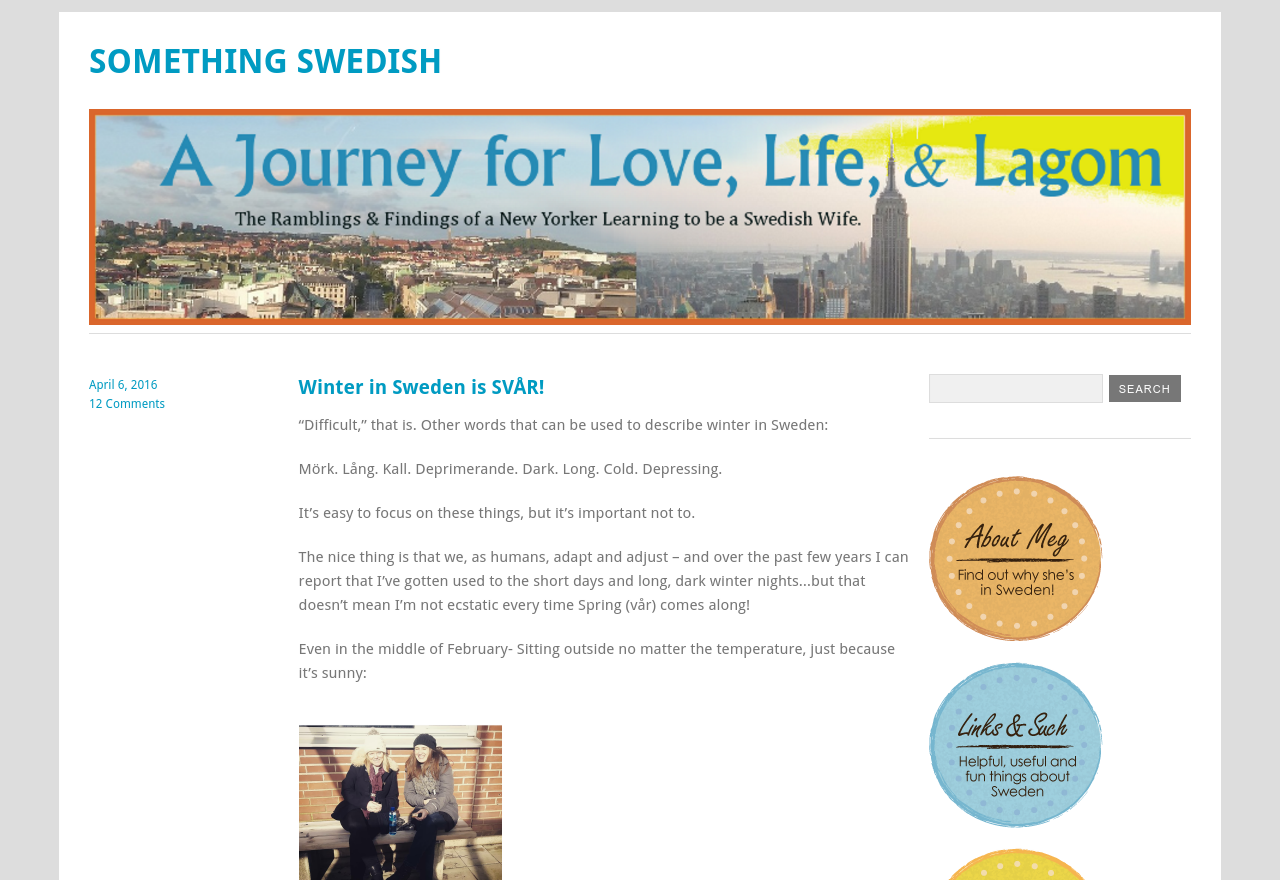 SOMETHING SWEDISH
A Journey for Love, Life, & Lagom
The Ramblings & Findings of a New Yorker Learning to be a Swedish Wife.
April 6, 2016
12 Comments
Winter in Sweden is SVÅR!
“Difficult,” that is. Other words that can be used to describe winter in Sweden:
Mörk. Lång. Kall. Deprimerande. Dark. Long. Cold. Depressing.
It’s easy to focus on these things, but it’s important not to.
The nice thing is that we, as humans, adapt and adjust – and over the past few years I can
report that I’ve gotten used to the short days and long, dark winter nights…but that
doesn’t mean I’m not ecstatic every time Spring (vår) comes along!
Even in the middle of February- Sitting outside no matter the temperature, just because
it’s sunny:
SEARCH
About Meg
Find out why she’s
in Sweden!
Links & Such
Helpful, useful and
fun things about
Sweden